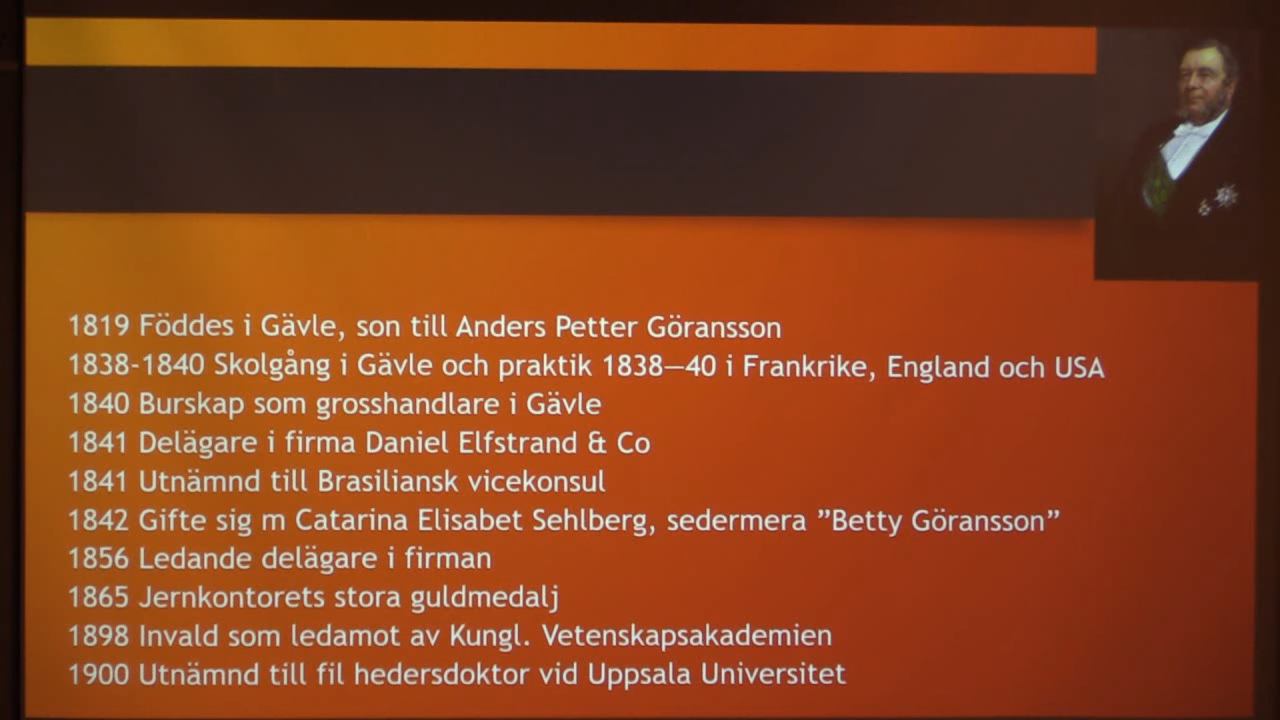 1819 Föddes i Gävle, son till Anders Petter Göransson
1838-1840 Skolgång i Gävle och praktik 1838—40 i Frankrike, England och USA
1840 Burskap som grosshandlare i Gävle
1841 Delägare i firma Daniel Elfstrand & Co
1841 Utnämnd till Brasiliansk vicekonsul
1842 Gifte sig m Catarina Elisabet Sehlberg, sedermera ”Betty Göransson”
1856 Ledande delägare i firman
1865 Jernkontorets stora guldmedalj
1898 Invald som ledamot av Kungl. Vetenskapsakademien
1900 Utnämnd till fil hedersdoktor vid Uppsala Universitet